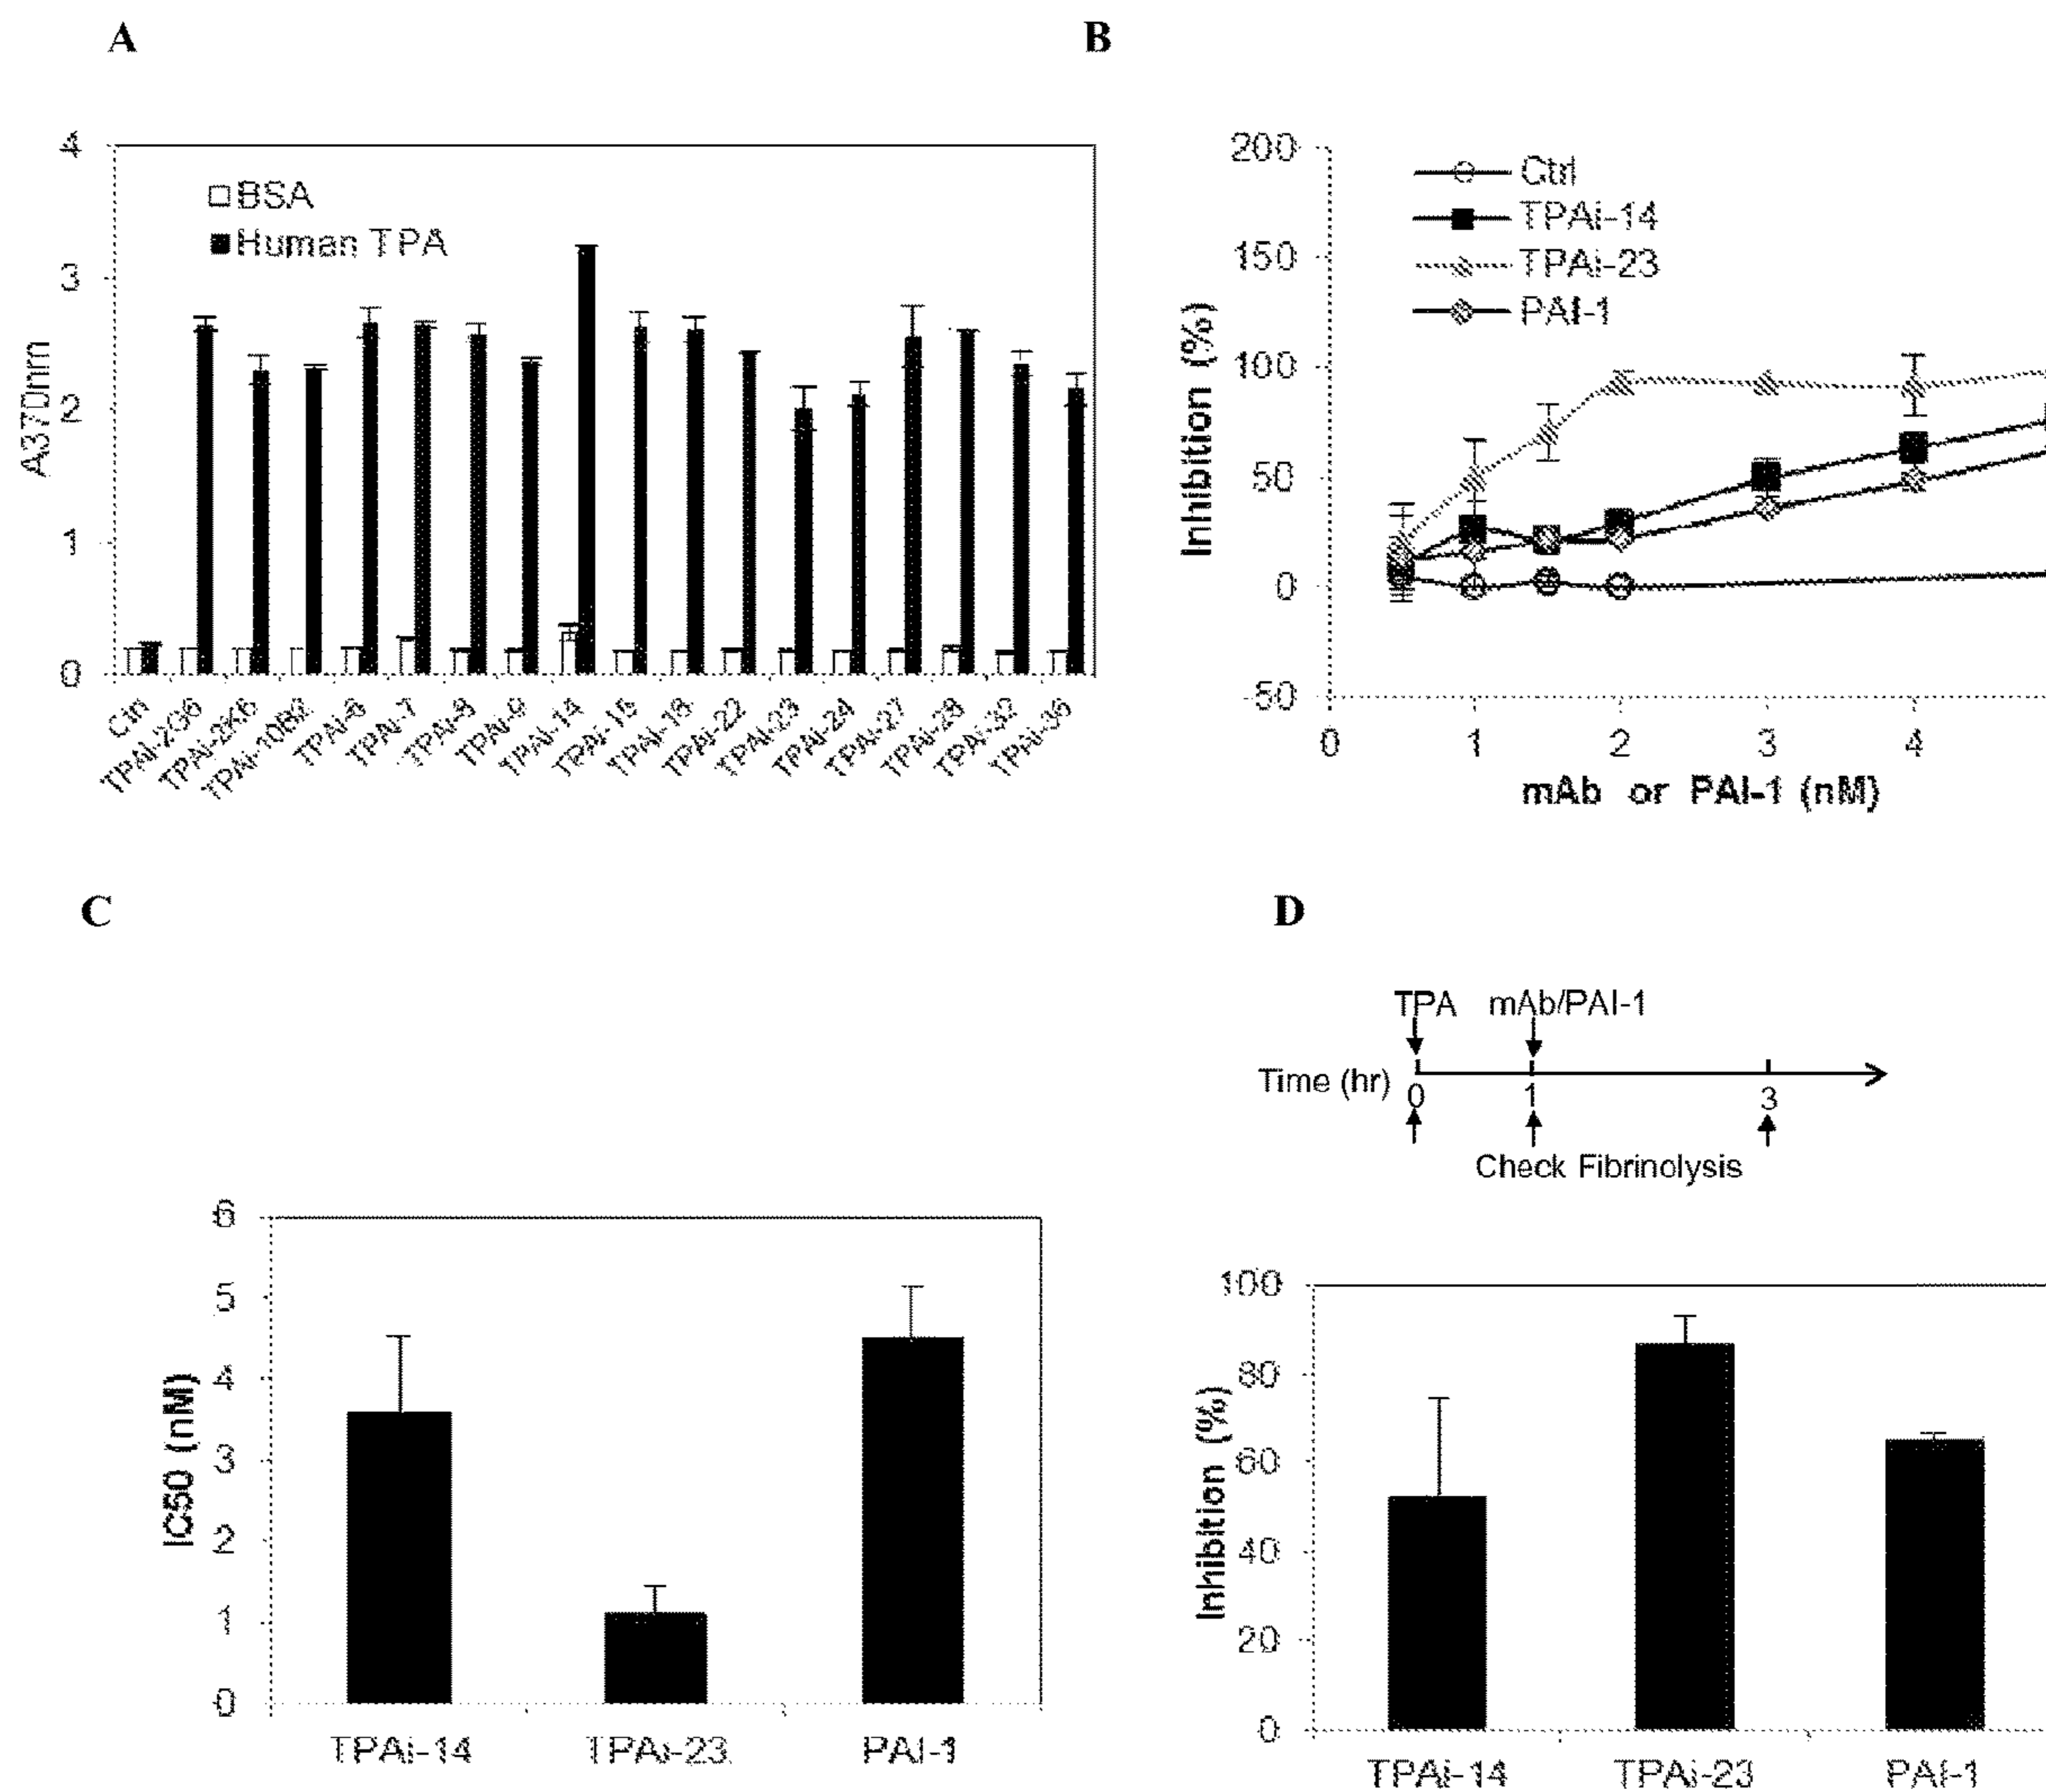 A
4
3
2
1
0
A370nm
BSA
Human TPA
Ctrl
TPAi-2G6
TPAi-2K6
TPAi-10B2
TPAi-6
TPAi-7
TPAi-8
TPAi-9
TPAi-14
TPAi-15
TPAi-18
TPAi-22
TPAi-23
TPAi-24
TPAi-27
TPAi-28
TPAi-32
TPAi-36
B
200
150
100
50
0
-50
Inhibition (%)
Ctrl
TPAi-14
TPAi-23
PAI-1
0 1 2 3 4
mAb or PAI-1 (nM)
C
6
5
4
3
2
1
0
IC50 (nM)
TPAi-14 TPAi-23 PAI-1
D
TPA mAb/PAI-1
Time (hr)
0 1 3
Check Fibrinolysis
100
80
60
40
20
0
Inhibition (%)
TPAi-14 TPAi-23 PAI-1